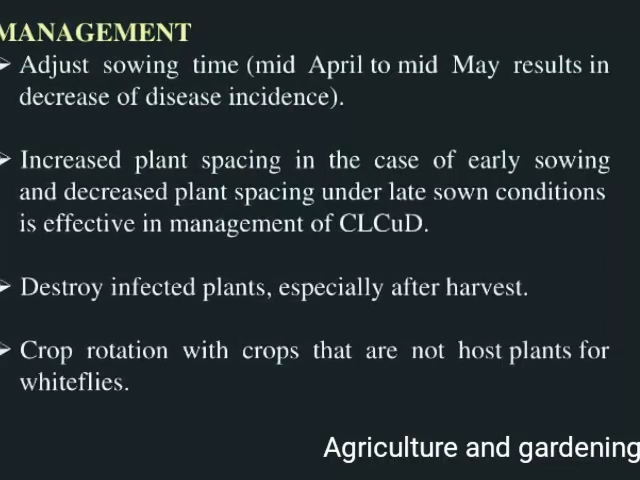 MANAGEMENT
➢ Adjust sowing time (mid April to mid May results in
decrease of disease incidence).
➢ Increased plant spacing in the case of early sowing
and decreased plant spacing under late sown conditions
is effective in management of CLCuD.
➢ Destroy infected plants, especially after harvest.
➢ Crop rotation with crops that are not host plants for
whiteflies.
Agriculture and gardening